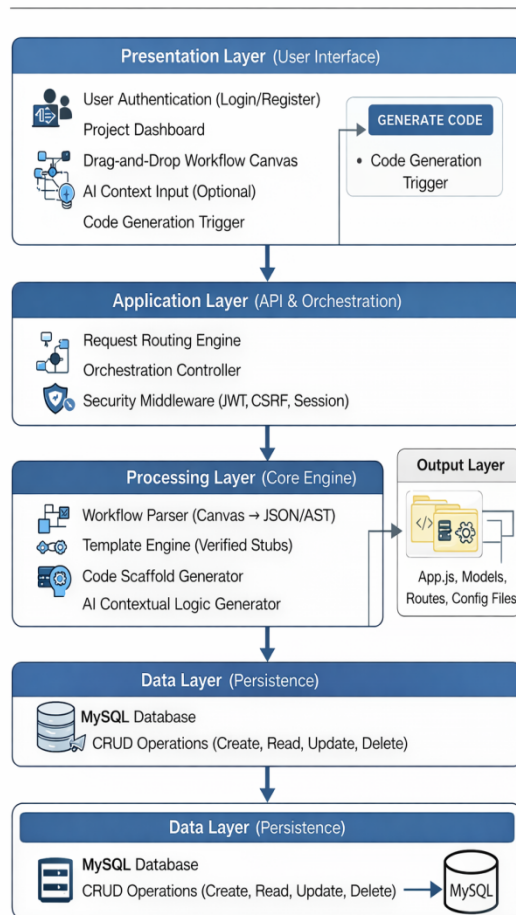 Presentation Layer (User Interface)
User Authentication (Login/Register)
Project Dashboard
Drag-and-Drop Workflow Canvas
AI Context Input (Optional)
Code Generation Trigger
GENERATE CODE
• Code Generation
Trigger
Application Layer (API & Orchestration)
Request Routing Engine
Orchestration Controller
Security Middleware (JWT, CSRF, Session)
Processing Layer (Core Engine)
Workflow Parser (Canvas → JSON/AST)
Template Engine (Verified Stubs)
Code Scaffold Generator
AI Contextual Logic Generator
Output Layer
</>
App.js, Models,
Routes, Config Files
Data Layer (Persistence)
MySQL Database
CRUD Operations (Create, Read, Update, Delete)
Data Layer (Persistence)
MySQL Database
CRUD Operations (Create, Read, Update, Delete)
MySQL